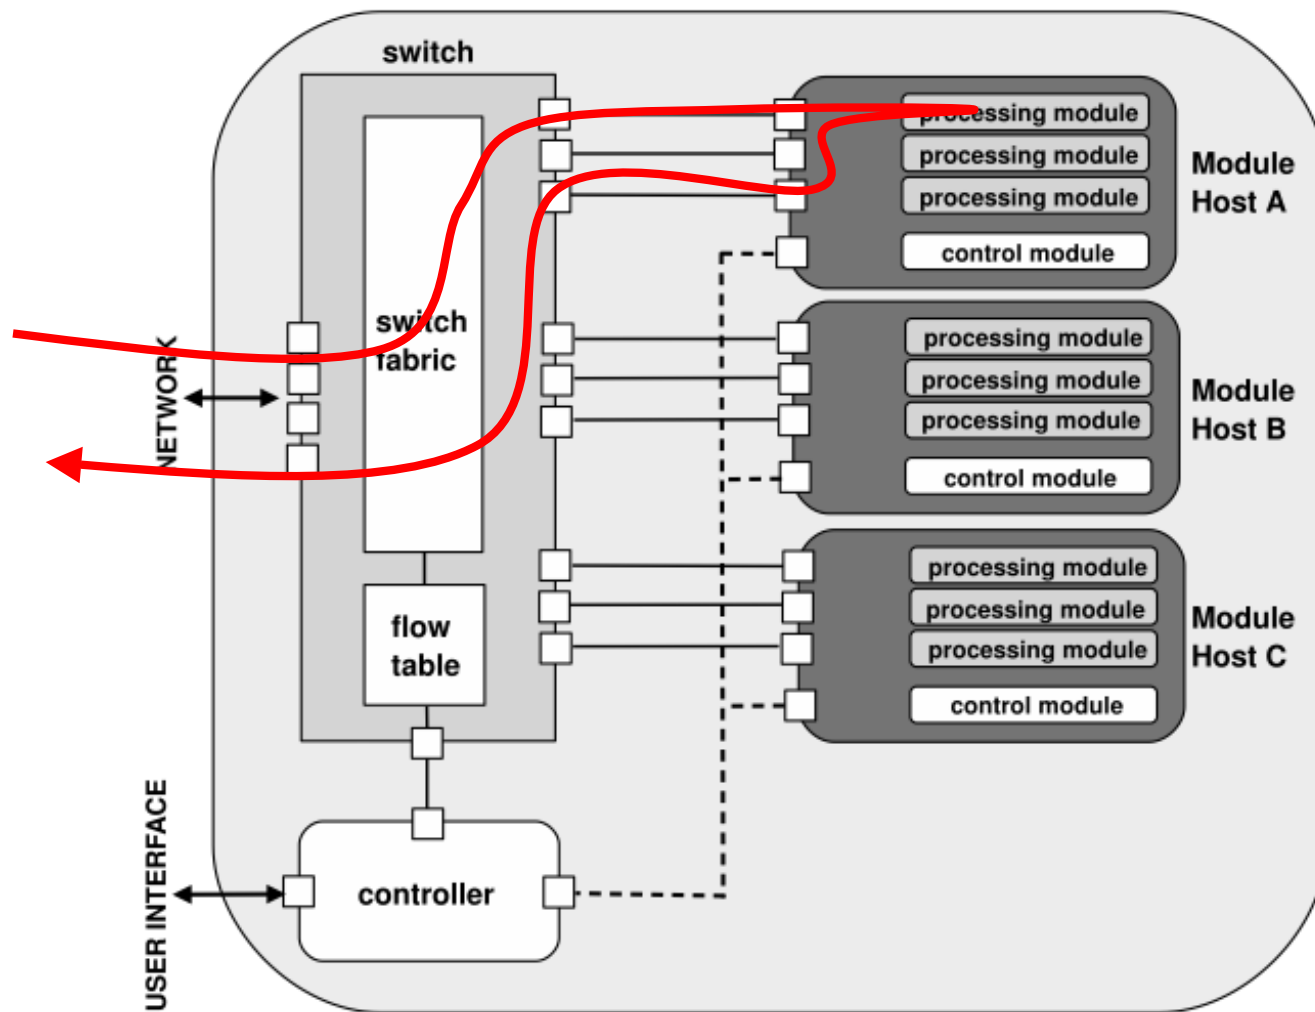 switch
processing module
processing module
processing module
control module
Module
Host A
switch
fabric
NETWORK
processing module
processing module
processing module
control module
Module
Host B
flow
table
processing module
processing module
processing module
control module
Module
Host C
USER INTERFACE
controller